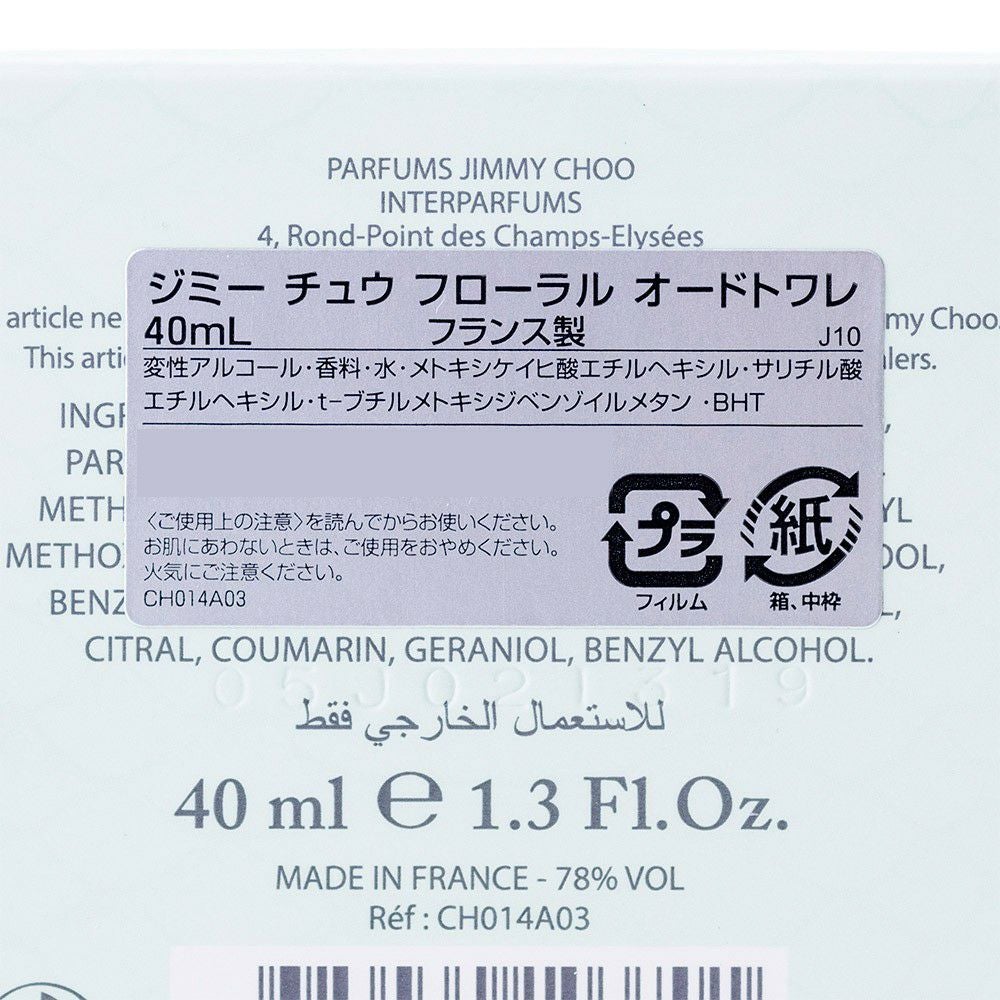 PARFUMS JIMMY CHOO
INTERPARFUMS
4, Rond-Point des Champs-Elysées
article ne
my Choo
This
ジミー チュウ フローラル オードトワレ
40mL フランス製 J10
変性アルコール・香料・水・メトキシケイヒ酸エチルヘキシル・サリチル酸
エチルヘキシル・t−ブチルメトキシジベンゾイルメタン ・BHT
〈ご使用上の注意〉を読んでからお使いください。
お肌にあわないときは、ご使用をおやめください。
火気にご注意ください。
CH014A03
プラ
フィルム
紙
箱、中枠
CITRAL, COUMARIN, GERANIOL, BENZYL ALCOHOL.
05J021319
للاستعمال الخارجي فقط
40 ml ℮ 1.3 Fl.Oz.
MADE IN FRANCE - 78% VOL
Réf : CH014A03